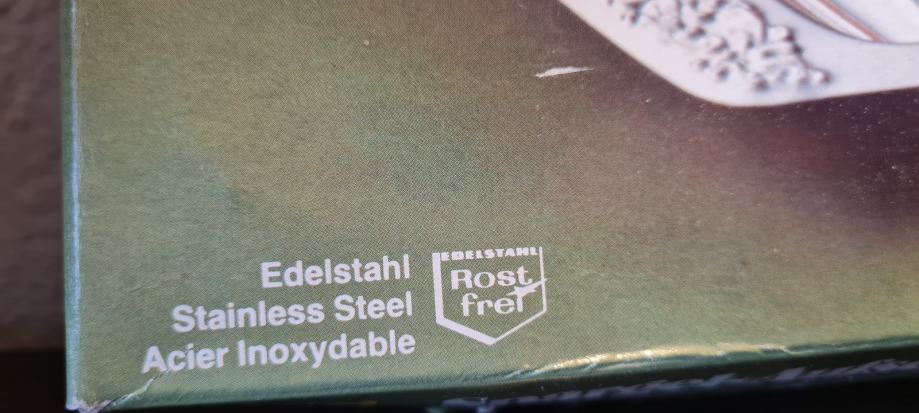 Edelstahl
Stainless Steel
Acier Inoxydable
EDELSTAHL
Rost
frei